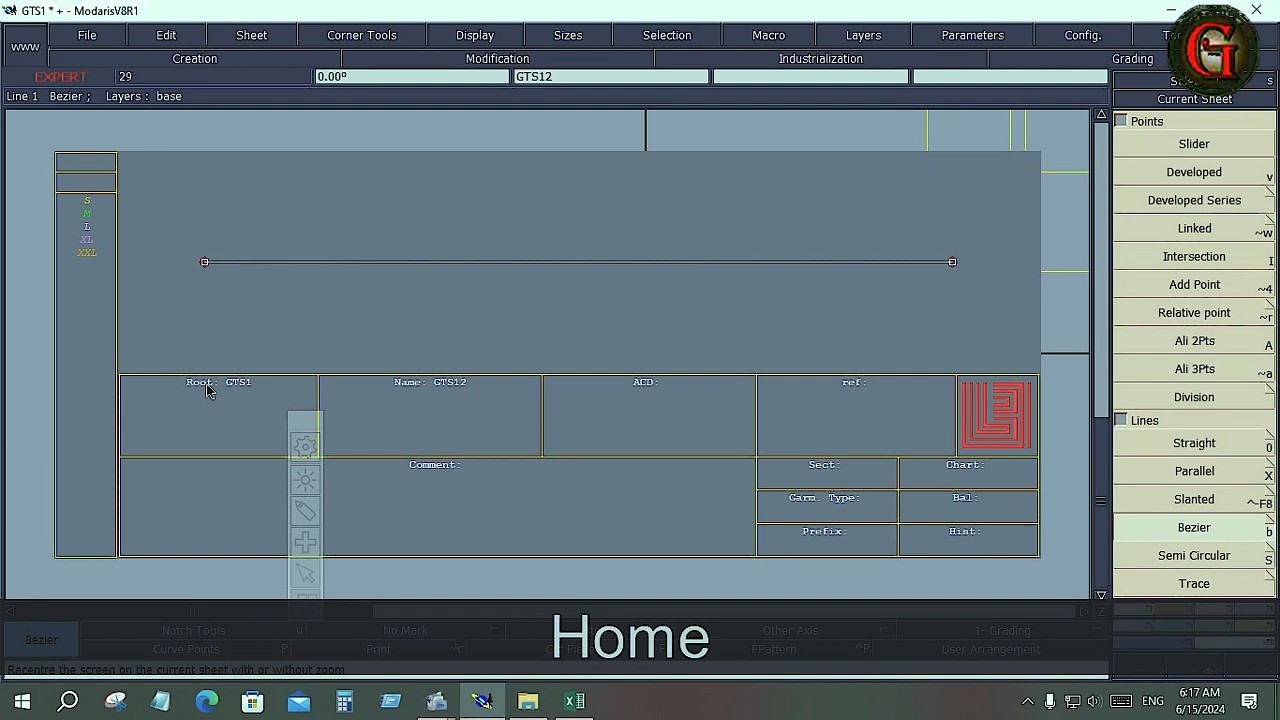 GTS1 * + - ModarisV8R1
www
File Edit Sheet Corner Tools Display Sizes Selection Macro Layers Parameters Config.
Creation Modification Industrialization Grading
EXPERT 29 0.00º GTS12
Line 1 Bezier ; Layers : base
Current Sheet
Points
Slider
Developed v
Developed Series
Linked ~w
Intersection I
Add Point ~4
Relative point ~r
Ali 2Pts A
Ali 3Pts ~a
Division
Lines
Straight 0
Parallel X
Slanted ^~F8
Bezier b
Semi Circular S
Trace
S
M
L
XL
XXL
Root: GTS1 Name: GTS12 ACD: ref:
Comment: Sect: Chart:
Garm. Type: Bal:
Prefix: Hist:
Home
Z
Bezier Notch Tools u No Mark Other Axis 1- Grading
Curve Points P Print ~c FPattern ^P User Arrangement
Recentre the screen on the current sheet with or without zoom
ENG 6:17 AM
6/15/2024
G